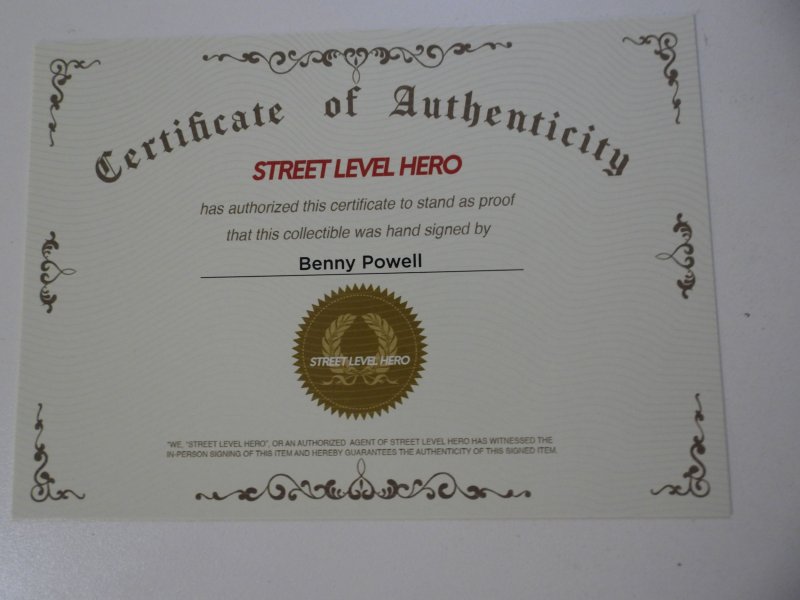 Certificate of Authenticity
STREET LEVEL HERO
has authorized this certificate to stand as proof
that this collectible was hand signed by
Benny Powell
STREET LEVEL HERO
"WE, "STREET LEVEL HERO", OR AN AUTHORIZED AGENT OF STREET LEVEL HERO HAS WITNESSED THE
IN-PERSON SIGNING OF THIS ITEM AND HEREBY GUARANTEES THE AUTHENTICITY OF THIS SIGNED ITEM.